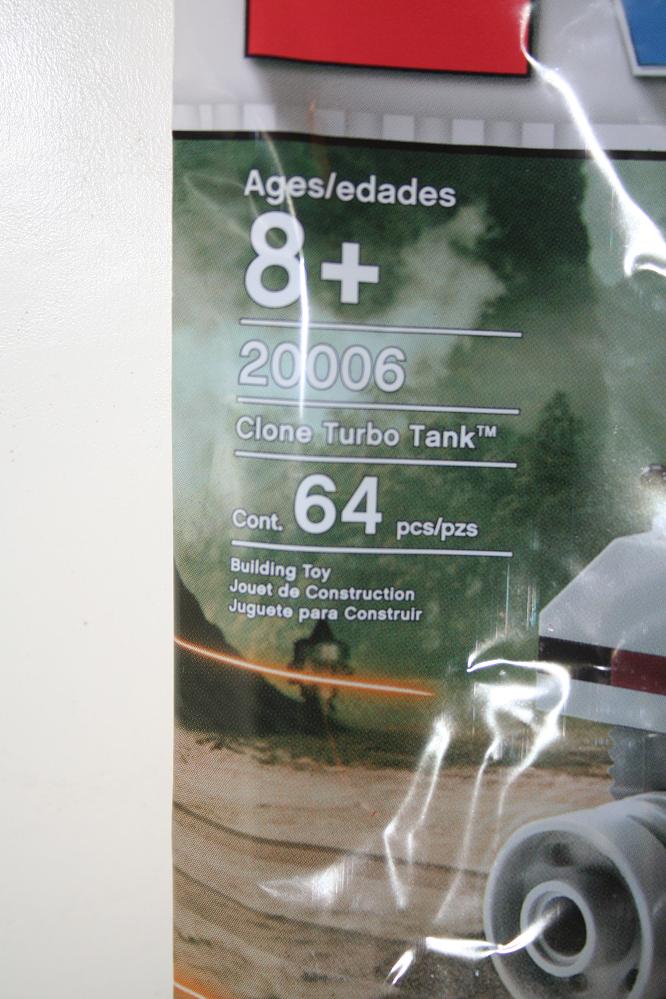 Ages/edades
8+
20006
Clone Turbo Tank™
Cont. 64 pcs/pzs
Building Toy
Jouet de Construction
Juguete para Construir